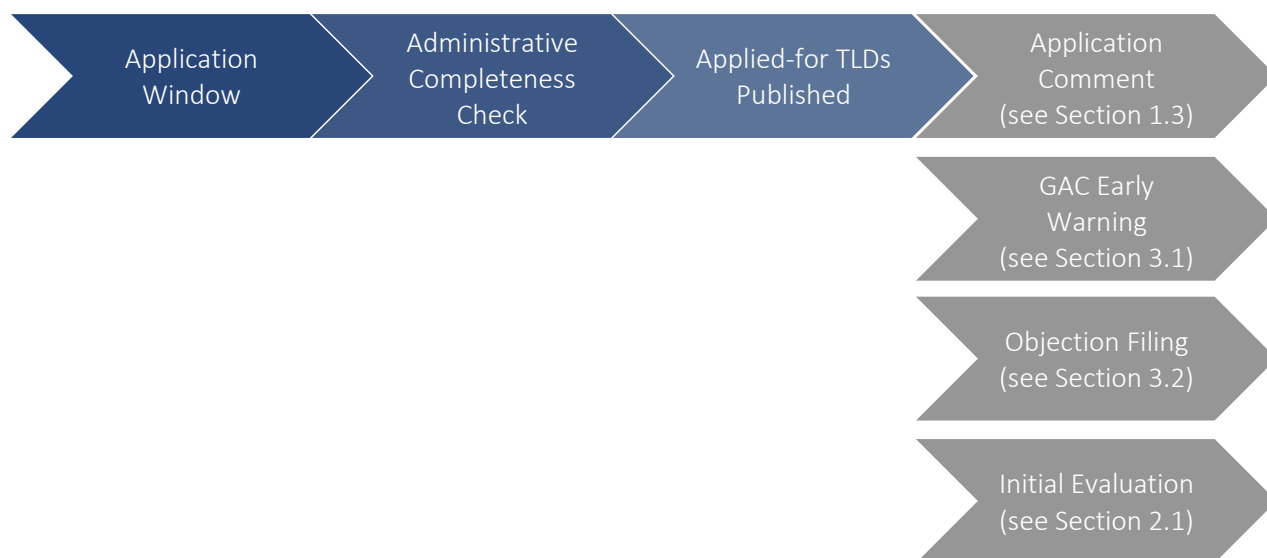 Application
Window
Administrative
Completeness
Check
Applied-for TLDs
Published
Application
Comment
(see Section 1.3)
GAC Early
Warning
(see Section 3.1)
Objection Filing
(see Section 3.2)
Initial Evaluation
(see Section 2.1)